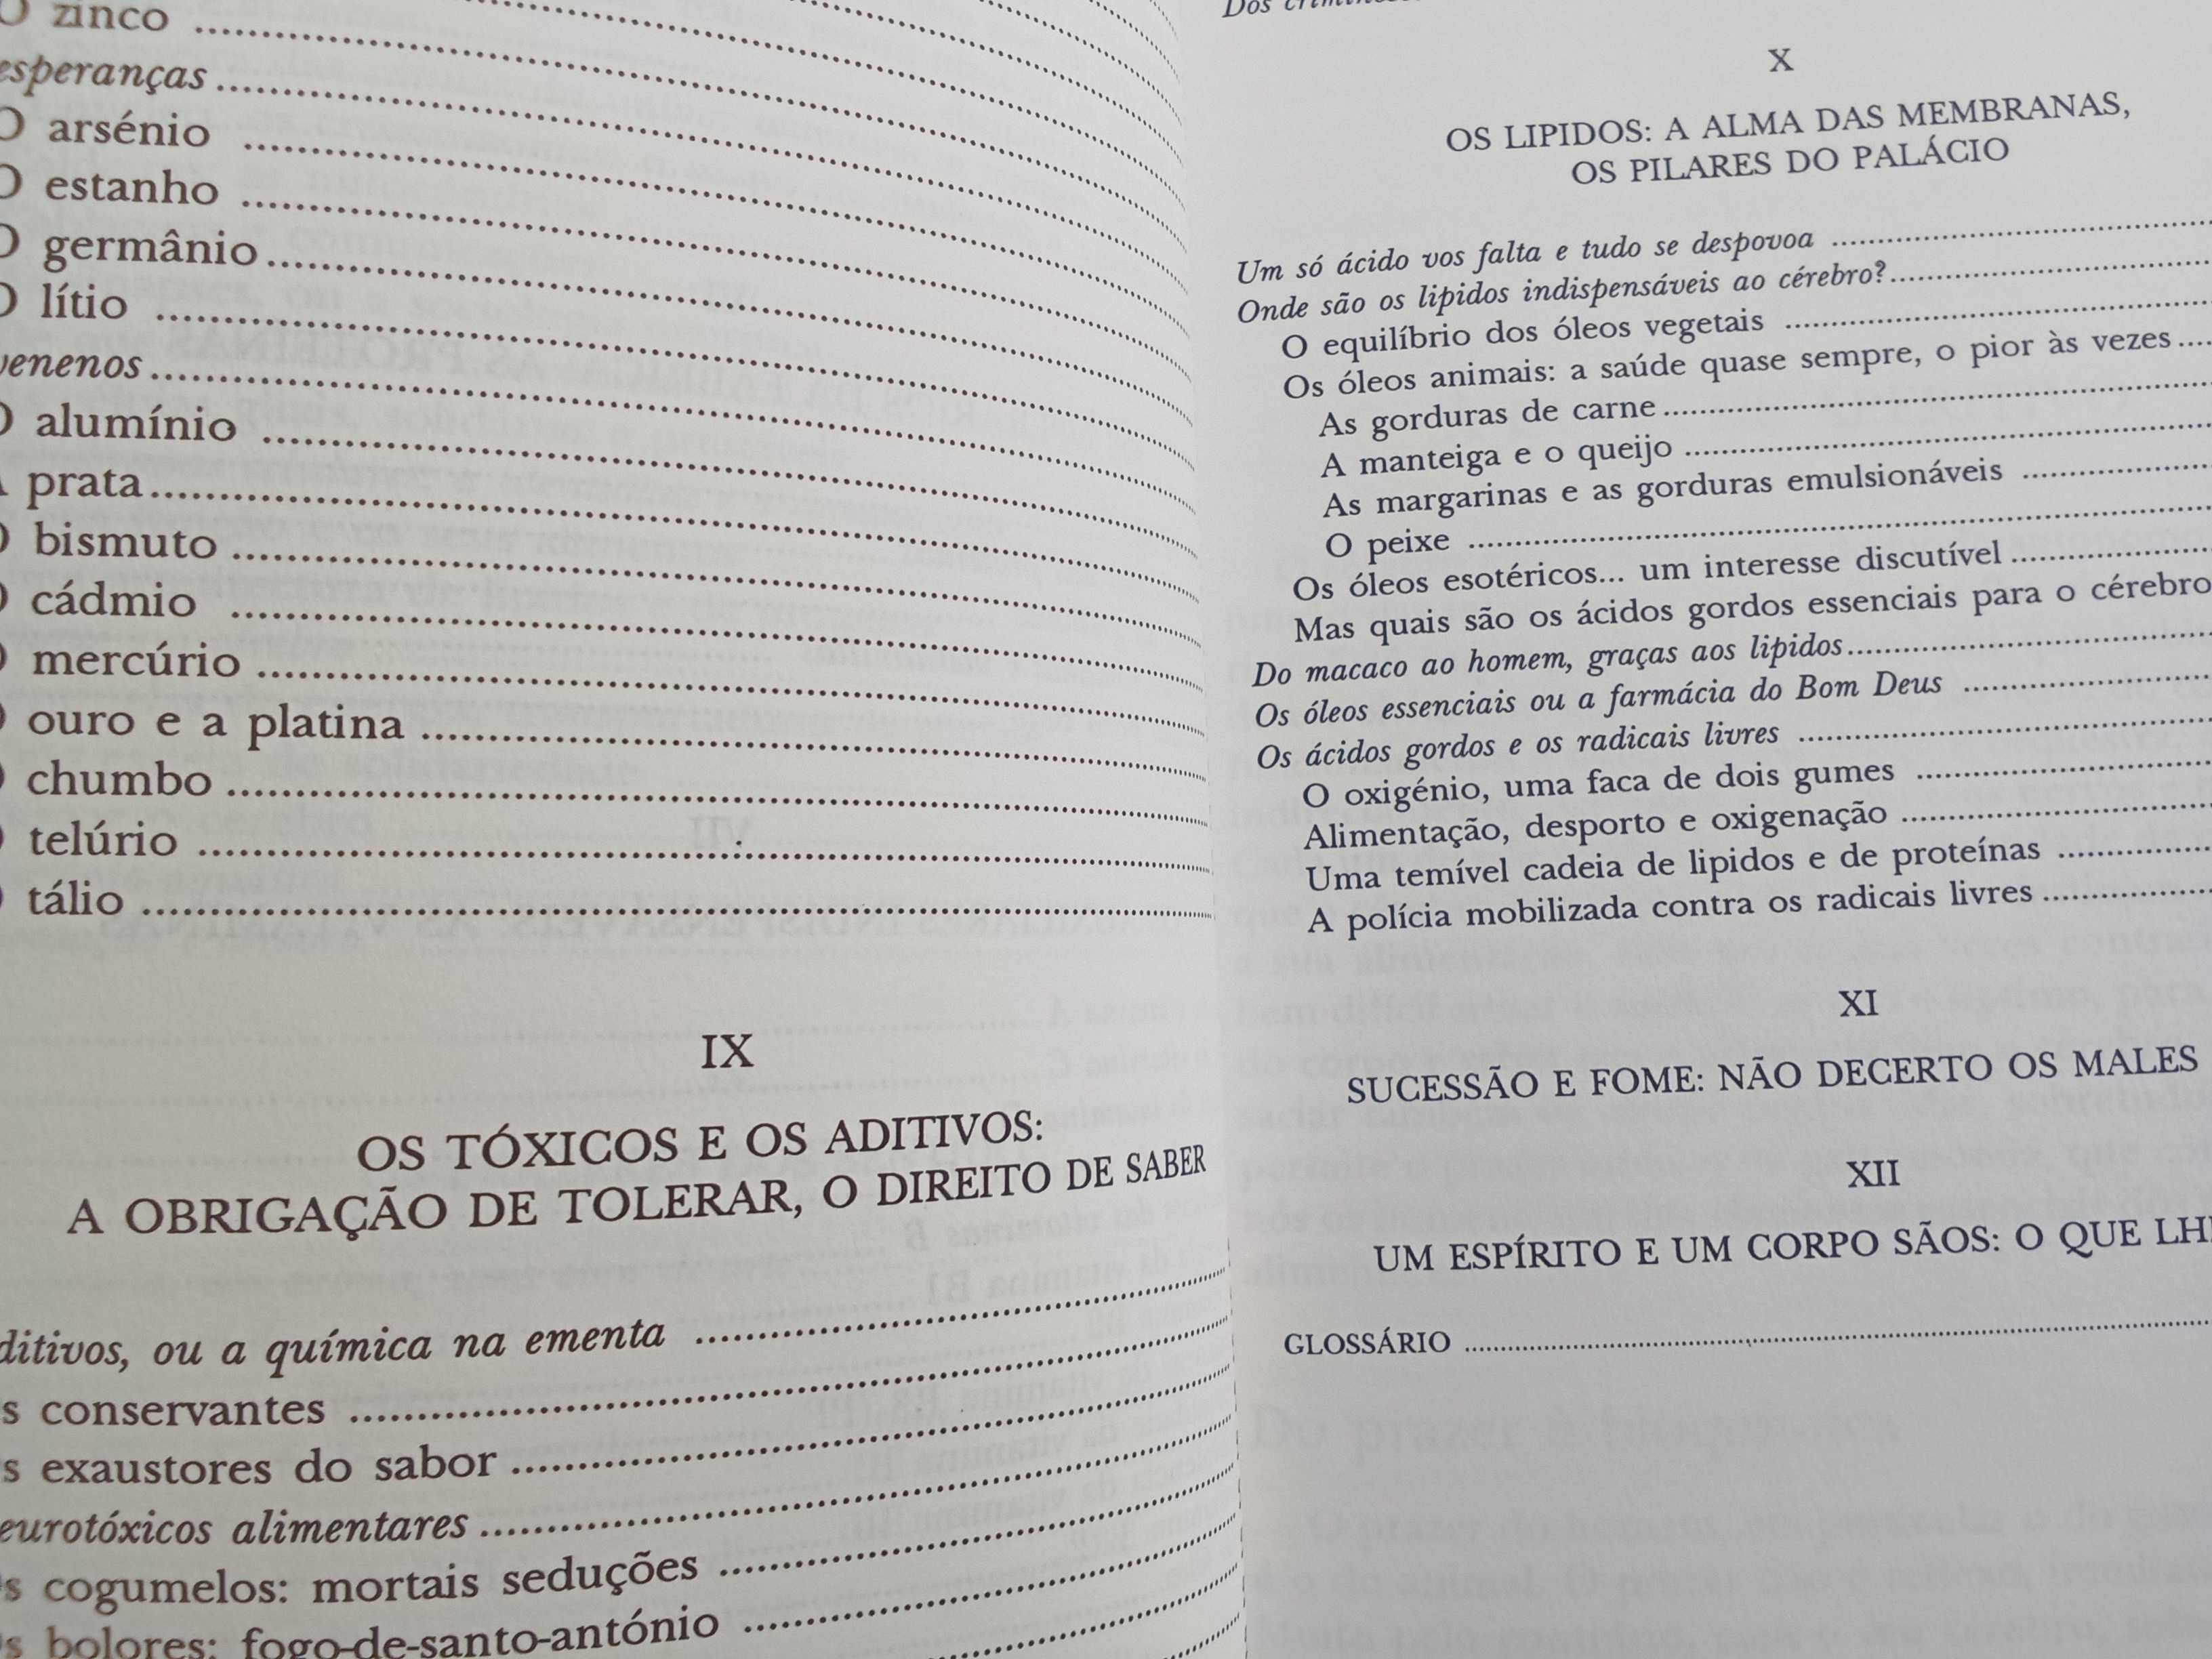 O zinco
esperanças
O arsénio
O estanho
O germânio
O lítio
venenos
O alumínio
A prata
O bismuto
O cádmio
O mercúrio
O ouro e a platina
O chumbo
O telúrio
O tálio
IX
OS TÓXICOS E OS ADITIVOS:
A OBRIGAÇÃO DE TOLERAR, O DIREITO DE SABER
ditivos, ou a química na ementa
s conservantes
s exaustores do sabor
eurotóxicos alimentares
s cogumelos: mortais seduções
s bolores: fogo-de-santo-antónio
Dos
X
OS LIPIDOS: A ALMA DAS MEMBRANAS,
OS PILARES DO PALÁCIO
Um só ácido vos falta e tudo se despovoa
Onde são os lipidos indispensáveis ao cérebro?
O equilíbrio dos óleos vegetais
Os óleos animais: a saúde quase sempre, o pior às vezes
As gorduras de carne
A manteiga e o queijo
As margarinas e as gorduras emulsionáveis
O peixe
Os óleos esotéricos... um interesse discutível
Mas quais são os ácidos gordos essenciais para o cérebro
Do macaco ao homem, graças aos lipidos
Os óleos essenciais ou a farmácia do Bom Deus
Os ácidos gordos e os radicais livres
O oxigénio, uma faca de dois gumes
Alimentação, desporto e oxigenação
Uma temível cadeia de lipidos e de proteínas
A polícia mobilizada contra os radicais livres
XI
SUCESSÃO E FOME: NÃO DECERTO OS MALES
XII
UM ESPÍRITO E UM CORPO SÃOS: O QUE LH
GLOSSÁRIO